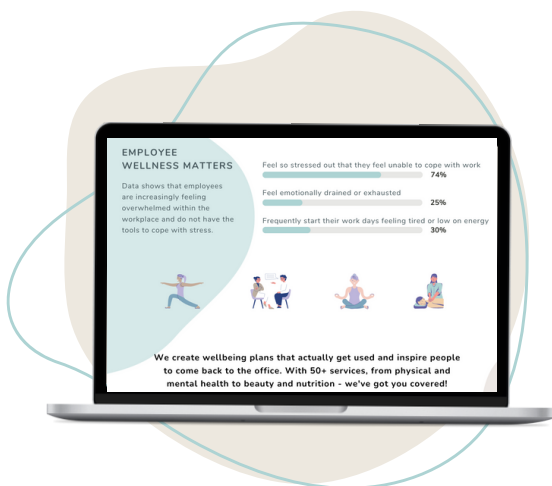 EMPLOYEE
WELLNESS MATTERS
Data shows that employees
are increasingly feeling
overwhelmed within the
workplace and do not have the
tools to cope with stress.
Feel so stressed out that they feel unable to cope with work
74%
Feel emotionally drained or exhausted
25%
Frequently start their work days feeling tired or low on energy
30%
We create wellbeing plans that actually get used and inspire people
to come back to the office. With 50+ services, from physical and
mental health to beauty and nutrition - we've got you covered!